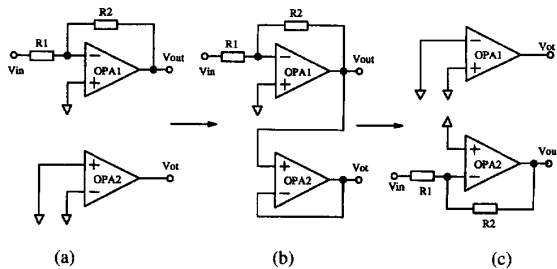 R2
R1
Vin
OPA1
Vout
OPA2
Vot
(a)
R2
R1
Vin
OPA1
Vout
OPA2
Vot
(b)
OPA1
Vot
OPA2
Vin
R1
R2
Vou
(c)